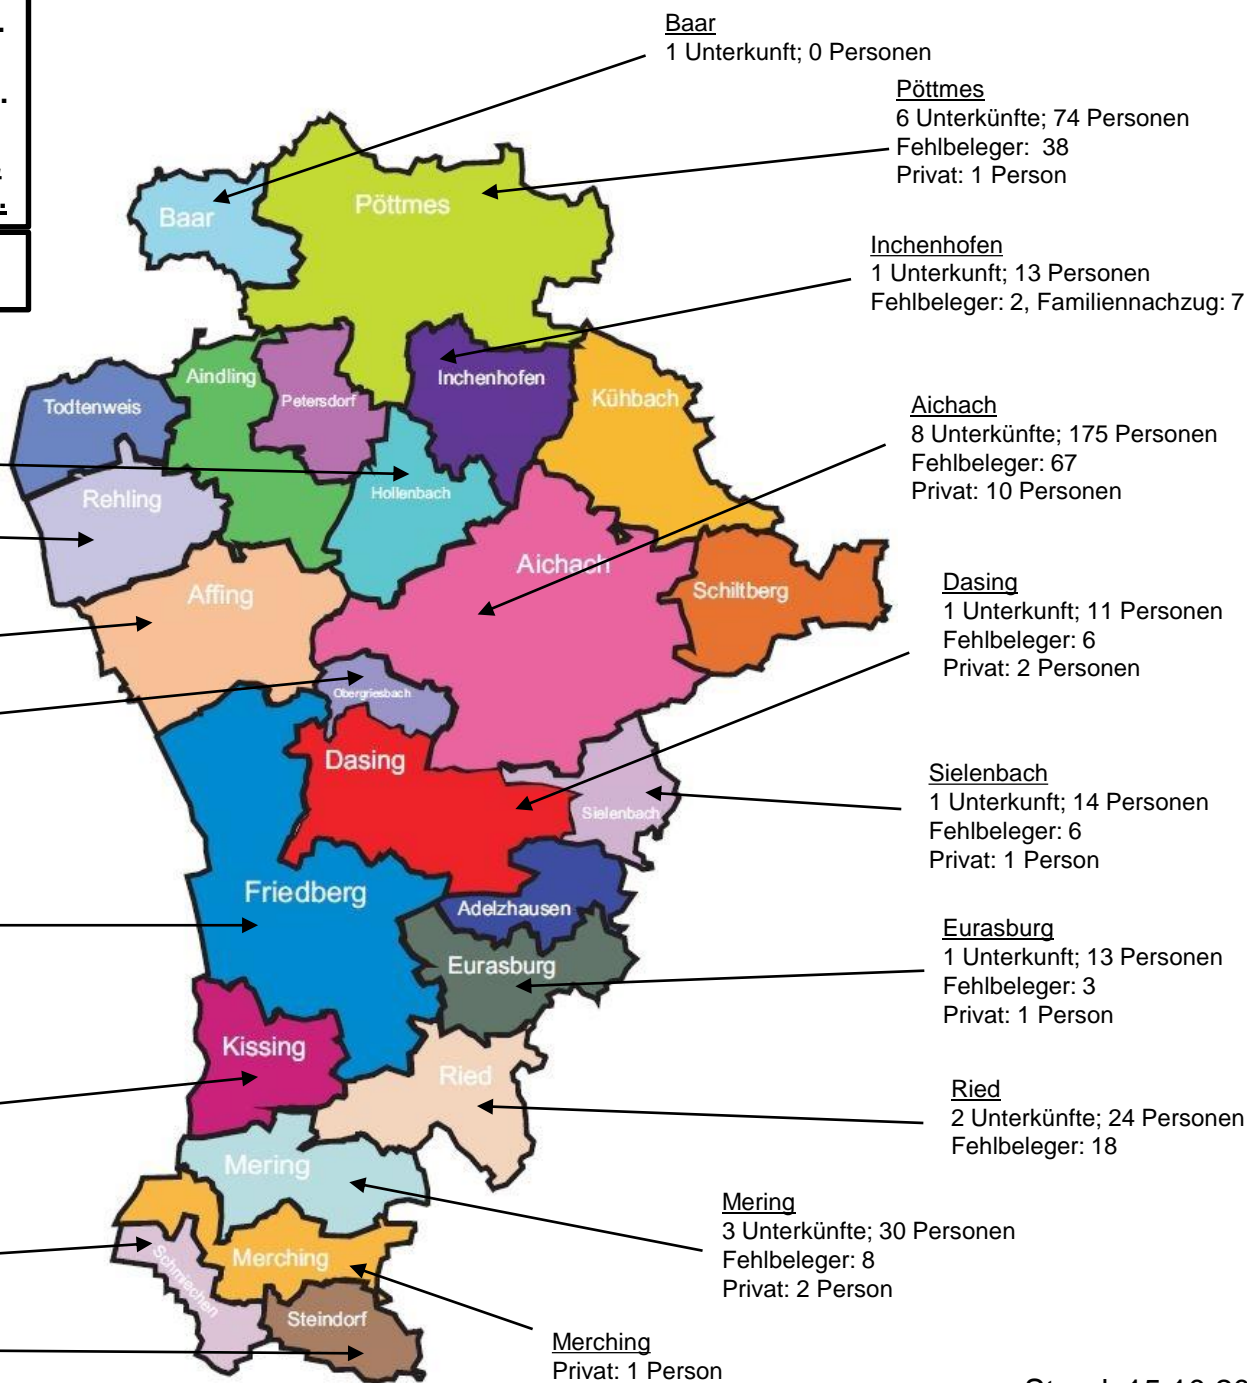 Baar
1 Unterkunft; 0 Personen
Pöttmes
6 Unterkünfte; 74 Personen
Fehlbeleger: 38
Privat: 1 Person
Inchenhofen
1 Unterkunft; 13 Personen
Fehlbeleger: 2, Familiennachzug: 7
Aichach
8 Unterkünfte; 175 Personen
Fehlbeleger: 67
Privat: 10 Personen
Dasing
1 Unterkunft; 11 Personen
Fehlbeleger: 6
Privat: 2 Personen
Sielenbach
1 Unterkunft; 14 Personen
Fehlbeleger: 6
Privat: 1 Person
Eurasburg
1 Unterkunft; 13 Personen
Fehlbeleger: 3
Privat: 1 Person
Ried
2 Unterkünfte; 24 Personen
Fehlbeleger: 18
Mering
3 Unterkünfte; 30 Personen
Fehlbeleger: 8
Privat: 2 Person
Merching
Privat: 1 Person
Baar
Pöttmes
Aindling
Petersdorf
Inchenhofen
Kühbach
Todtenweis
Rehling
Hollenbach
Affing
Aichach
Schiltberg
Obergriesbach
Dasing
Sielenbach
Friedberg
Adelzhausen
Eurasburg
Kissing
Ried
Mering
Merching
Schmiechen
Steindorf